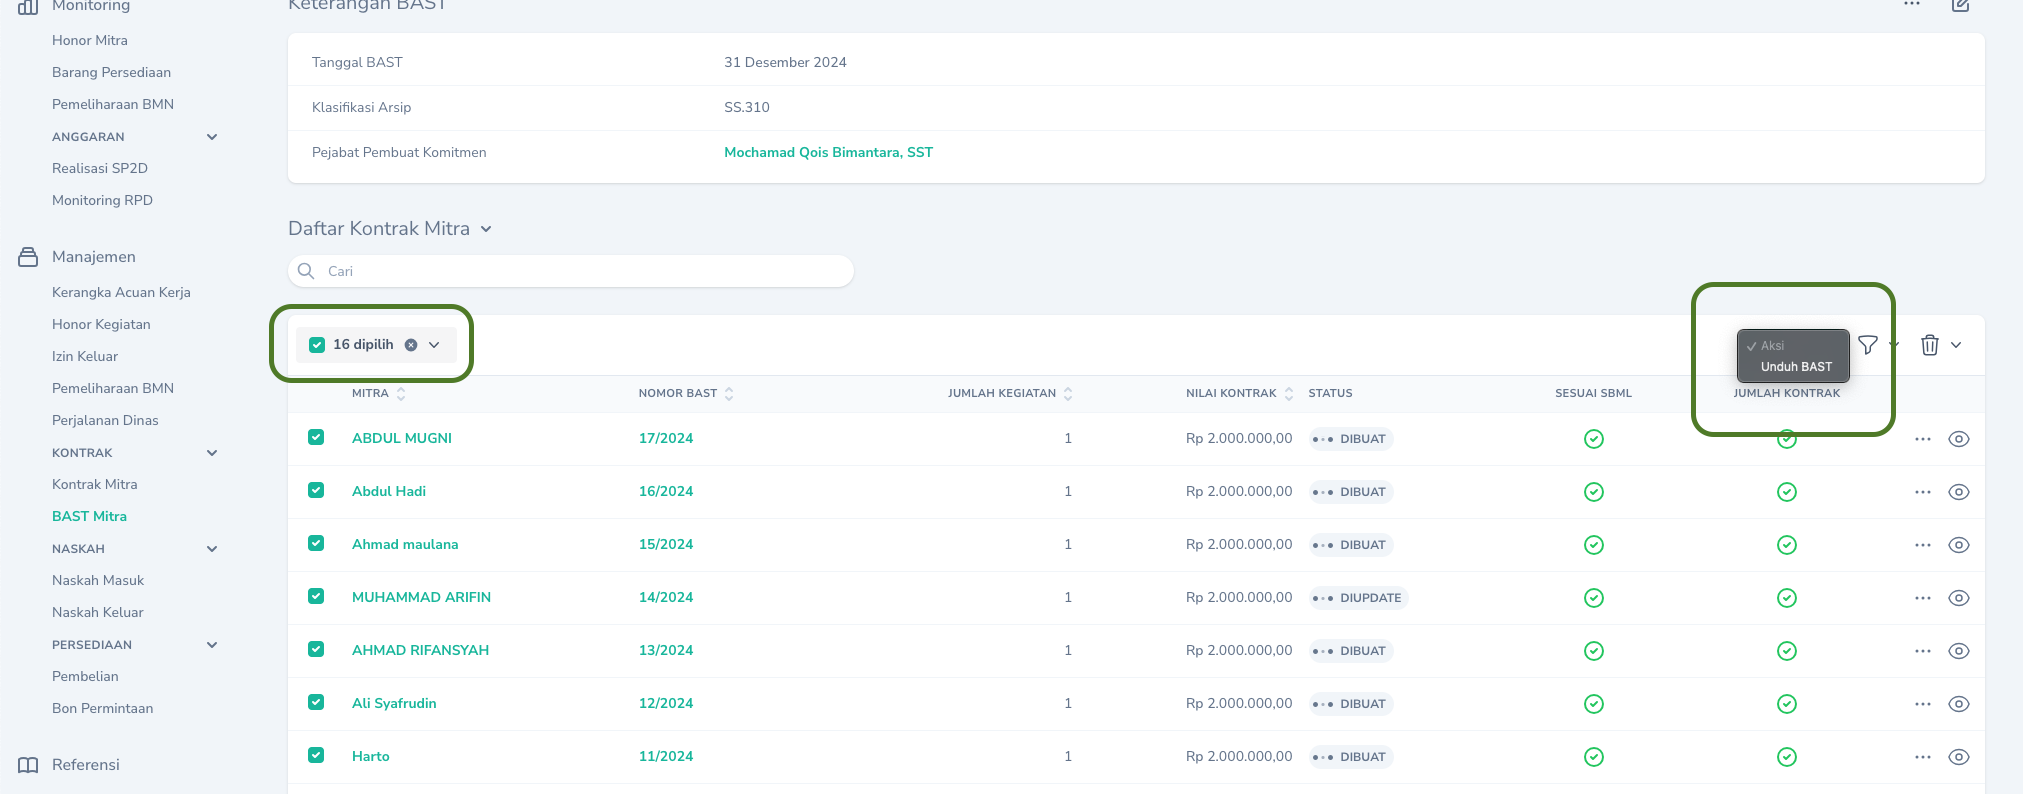 Monitoring
Honor Mitra
Barang Persediaan
Pemeliharaan BMN
ANGGARAN
Realisasi SP2D
Monitoring RPD
Manajemen
Kerangka Acuan Kerja
Honor Kegiatan
Izin Keluar
Pemeliharaan BMN
Perjalanan Dinas
KONTRAK
Kontrak Mitra
BAST Mitra
NASKAH
Naskah Masuk
Naskah Keluar
PERSEDIAAN
Pembelian
Bon Permintaan
Referensi
Keterangan BAST
Tanggal BAST 31 Desember 2024
Klasifikasi Arsip SS.310
Pejabat Pembuat Komitmen Mochamad Qois Bimantara, SST
Daftar Kontrak Mitra
Cari
16 dipilih
Aksi
Unduh BAST
MITRA NOMOR BAST JUMLAH KEGIATAN NILAI KONTRAK STATUS SESUAI SBML JUMLAH KONTRAK
ABDUL MUGNI 17/2024 1 Rp 2.000.000,00 DIBUAT
Abdul Hadi 16/2024 1 Rp 2.000.000,00 DIBUAT
Ahmad maulana 15/2024 1 Rp 2.000.000,00 DIBUAT
MUHAMMAD ARIFIN 14/2024 1 Rp 2.000.000,00 DIUPDATE
AHMAD RIFANSYAH 13/2024 1 Rp 2.000.000,00 DIBUAT
Ali Syafrudin 12/2024 1 Rp 2.000.000,00 DIBUAT
Harto 11/2024 1 Rp 2.000.000,00 DIBUAT